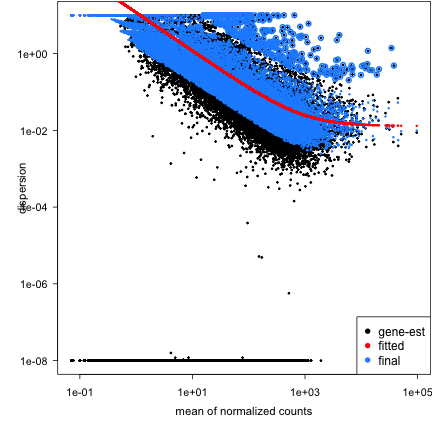 1e+00
1e-02
1e-04
1e-06
1e-08
dispersion
1e-01
1e+01
1e+03
1e+05
mean of normalized counts
gene-est
fitted
final